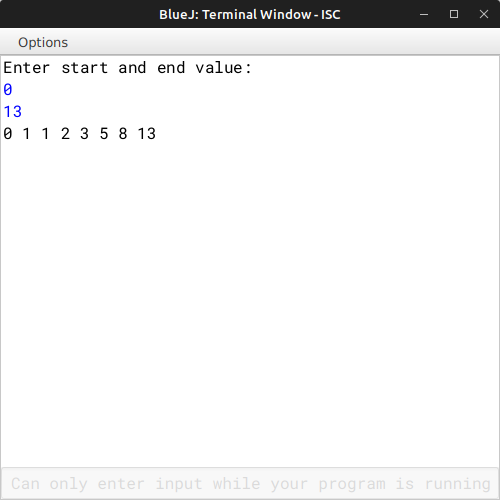 BlueJ: Terminal Window - ISC
Options
Enter start and end value:
0
13
0 1 1 2 3 5 8 13
Can only enter input while your program is running